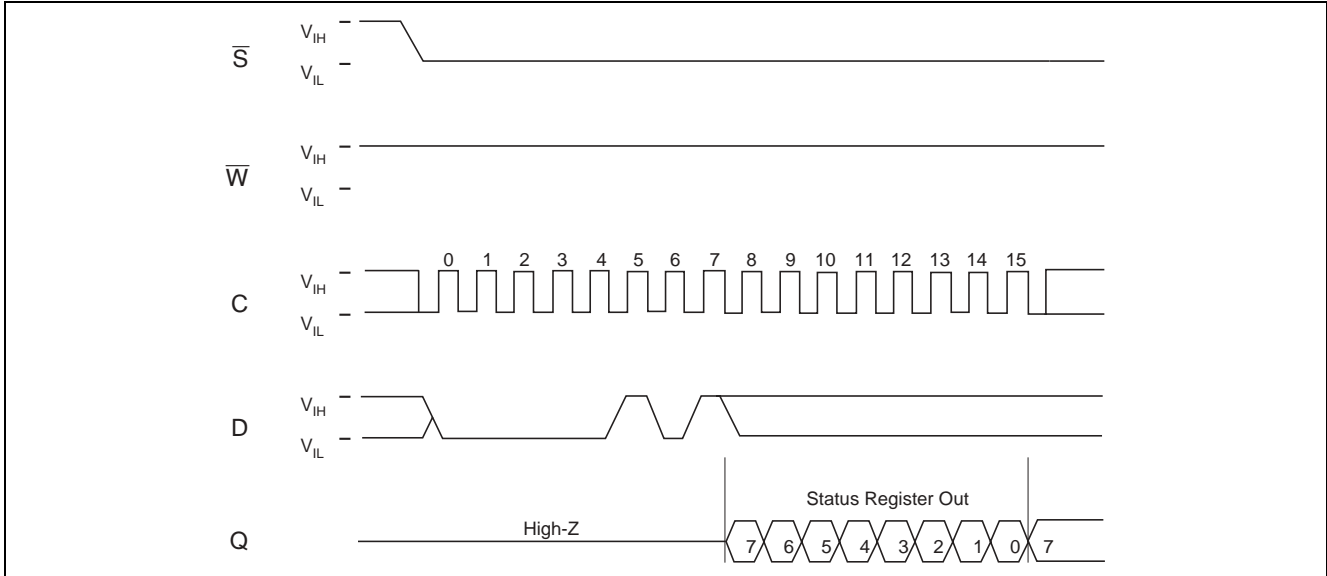 S̅ V_IH
V_IL
W̅ V_IH
V_IL
0 1 2 3 4 5 6 7 8 9 10 11 12 13 14 15
C V_IH
V_IL
D V_IH
V_IL
Status Register Out
Q High-Z 7 6 5 4 3 2 1 0 7